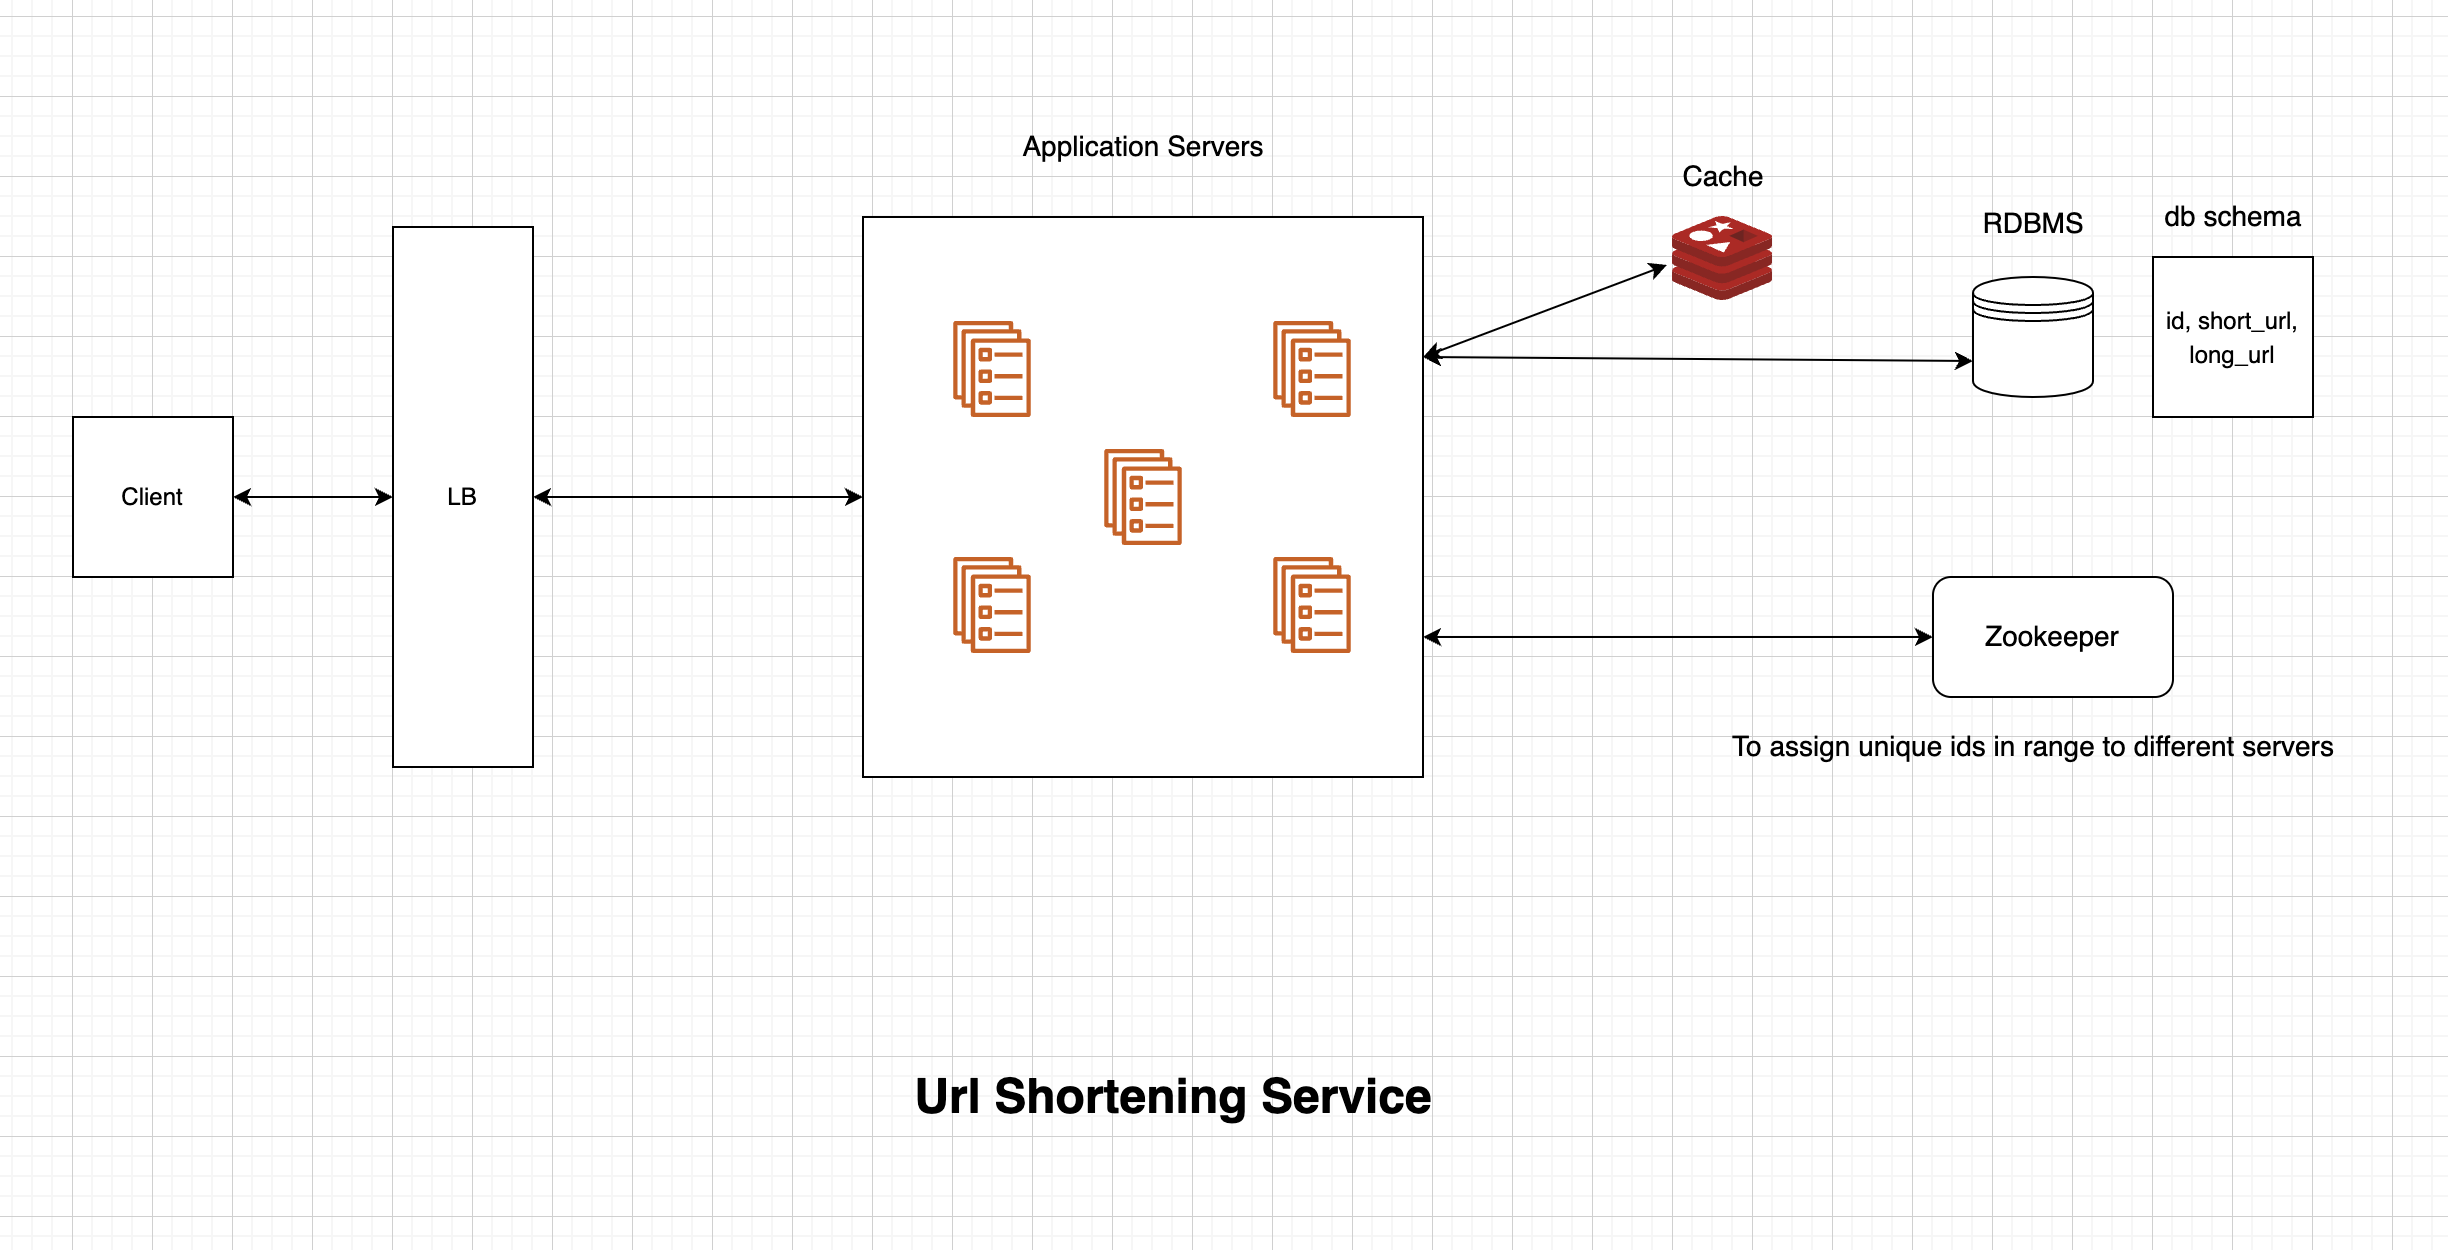 Application Servers
Cache
RDBMS
db schema
id, short_url,
long_url
Client
LB
Zookeeper
To assign unique ids in range to different servers
Url Shortening Service